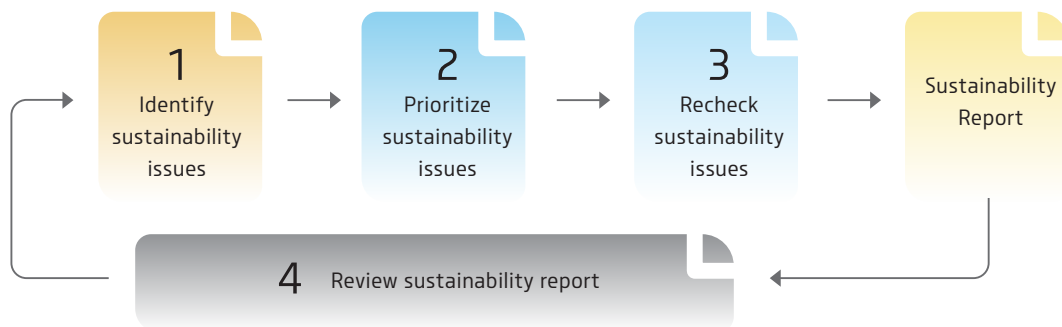 1
Identify
sustainability
issues
2
Prioritize
sustainability
issues
3
Recheck
sustainability
issues
Sustainability
Report
4 Review sustainability report